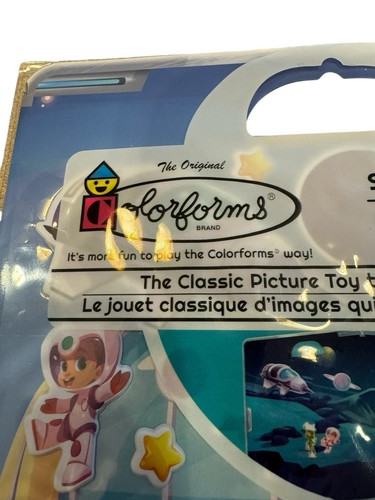 The Original
Colorforms®
BRAND
It's more fun to play the Colorforms® way!
The Classic Picture Toy
Le jouet classique d'images qui